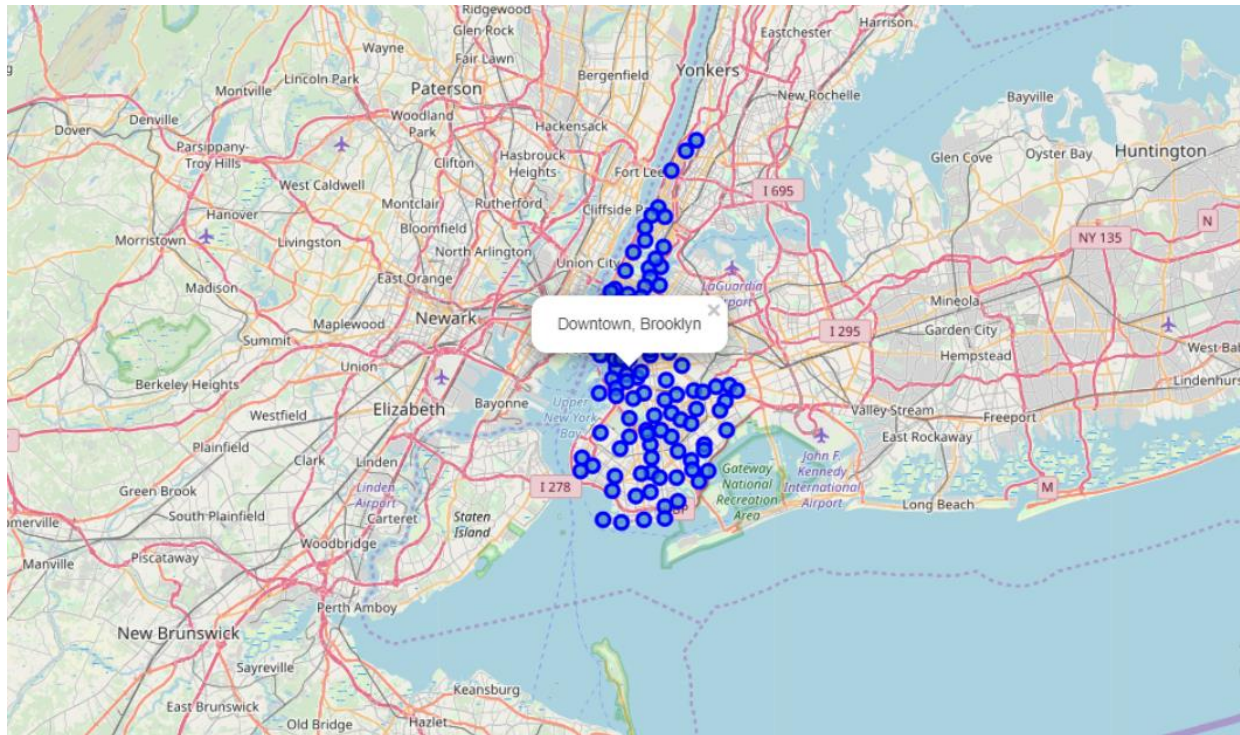 Ridgewood
Glen Rock
Harrison
Eastchester
Wayne
Fair Lawn
Yonkers
Lincoln Park
Bergenfield
Montville
Paterson
New Rochelle
Bayville
Denville
Woodland
Park
Hackensack
Dover
Parsippany-
Troy Hills
Clifton
Hasbrouck
Heights
Fort Lee
Glen Cove
Oyster Bay
Huntington
West Caldwell
I 695
Montclair
Rutherford
Cliffside
Hanover
Bloomfield
N
Morristown
Livingston
North Arlington
NY 135
Union City
East Orange
LaGuardia
Airport
Madison
Mineola
Maplewood
Newark
Downtown, Brooklyn
×
I 295
Garden City
Summit
Hempstead
West Bal
Union
Berkeley Heights
Lindenhurst
Elizabeth
Bayonne
Upper
New York
Bay
Valley Stream
Freeport
Westfield
East Rockaway
Plainfield
Clark
Linden
Gateway
National
Recreation
Area
John F.
Kennedy
International
Airport
Green Brook
Linden
Airport
I 278
M
Long Beach
South Plainfield
Carteret
Staten
Island
Woodbridge
Piscataway
Manville
Perth Amboy
New Brunswick
Sayreville
Keansburg
East Brunswick
Old Bridge
Hazlet